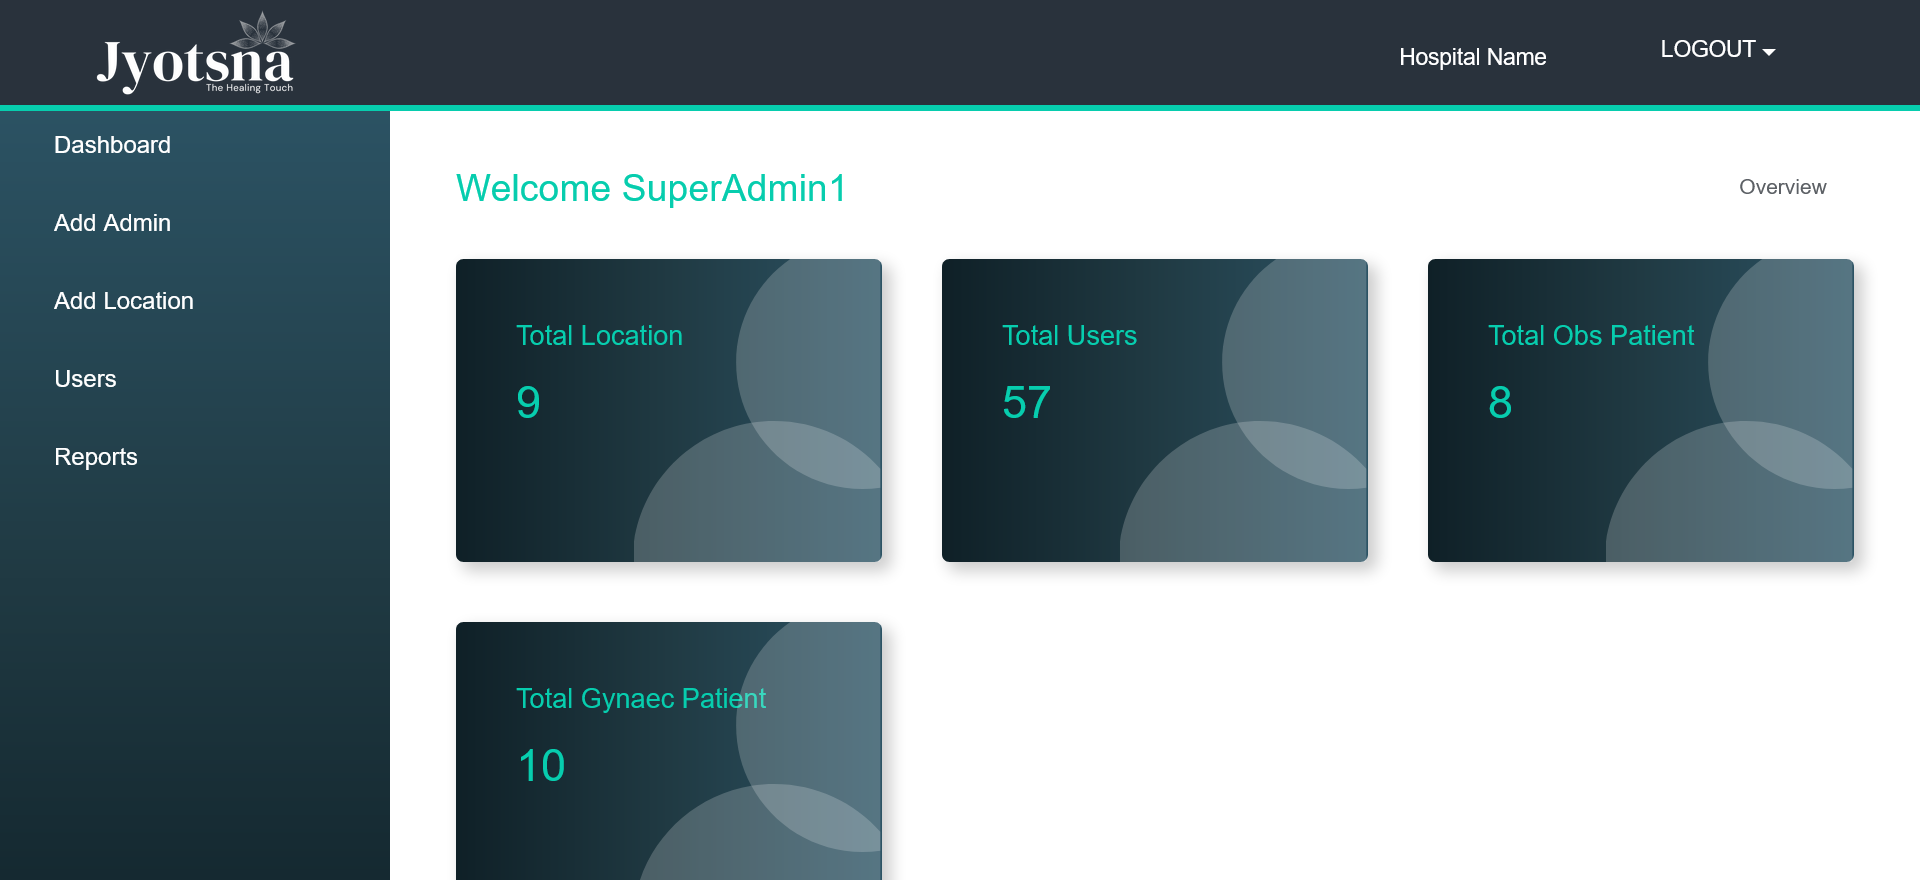 Jyotsna
The Healing Touch
Hospital Name
LOGOUT
Dashboard
Add Admin
Add Location
Users
Reports
Welcome SuperAdmin1
Overview
Total Location
9
Total Users
57
Total Obs Patient
8
Total Gynaec Patient
10